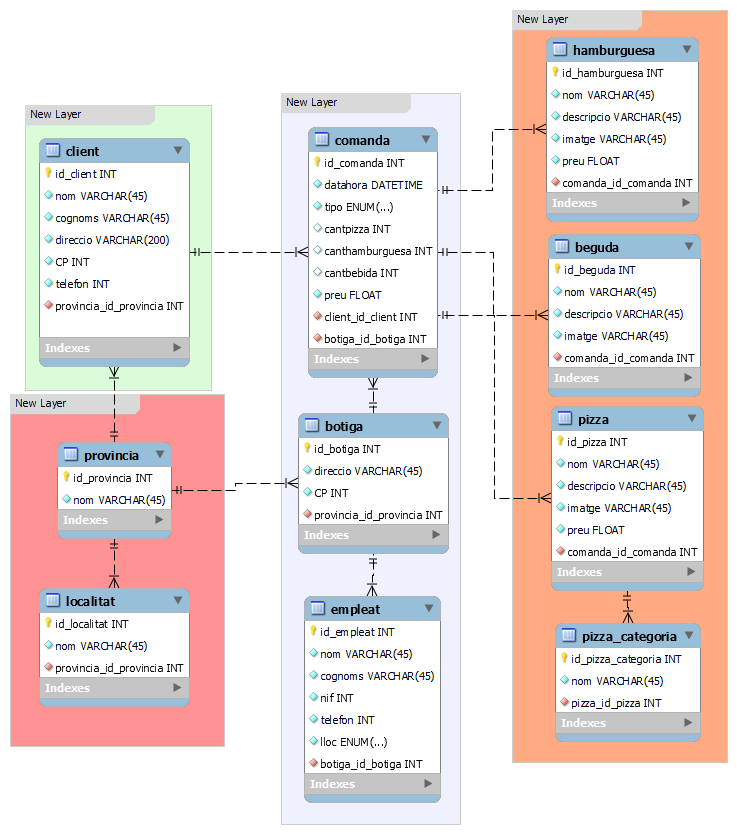 New Layer
client
id_client INT
nom VARCHAR(45)
cognoms VARCHAR(45)
direccio VARCHAR(200)
CP INT
telefon INT
provincia_id_provincia INT
Indexes
New Layer
provincia
id_provincia INT
nom VARCHAR(45)
Indexes
localitat
id_localitat INT
nom VARCHAR(45)
provincia_id_provincia INT
Indexes
New Layer
comanda
id_comanda INT
datahora DATETIME
tipo ENUM(...)
cantpizza INT
canthamburguesa INT
cantbebida INT
preu FLOAT
client_id_client INT
botiga_id_botiga INT
Indexes
botiga
id_botiga INT
direccio VARCHAR(45)
CP INT
provincia_id_provincia INT
Indexes
empleat
id_empleat INT
nom VARCHAR(45)
cognoms VARCHAR(45)
nif INT
telefon INT
lloc ENUM(...)
botiga_id_botiga INT
Indexes
New Layer
hamburguesa
id_hamburguesa INT
nom VARCHAR(45)
descripcio VARCHAR(45)
imatge VARCHAR(45)
preu FLOAT
comanda_id_comanda INT
Indexes
beguda
id_beguda INT
nom VARCHAR(45)
descripcio VARCHAR(45)
imatge VARCHAR(45)
comanda_id_comanda INT
Indexes
pizza
id_pizza INT
nom VARCHAR(45)
descripcio VARCHAR(45)
imatge VARCHAR(45)
preu FLOAT
comanda_id_comanda INT
Indexes
pizza_categoria
id_pizza_categoria INT
nom VARCHAR(45)
pizza_id_pizza INT
Indexes